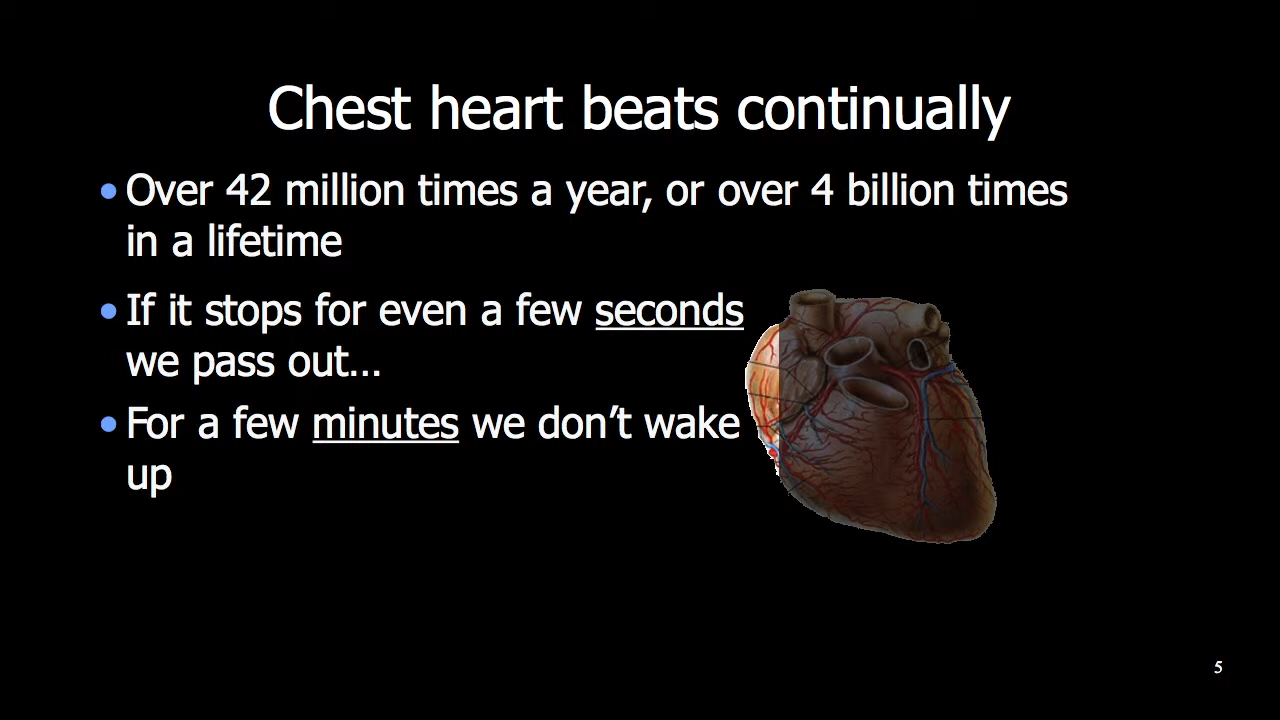 Chest heart beats continually
• Over 42 million times a year, or over 4 billion times
in a lifetime
• If it stops for even a few seconds
we pass out…
• For a few minutes we don’t wake
up
5